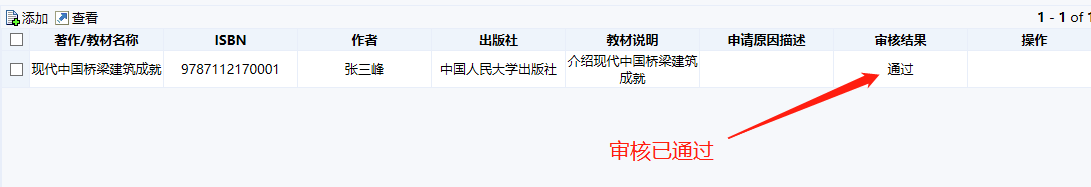 添加 查看 1 - 1 of 1
著作/教材名称 ISBN 作者 出版社 教材说明 申请原因描述 审核结果 操作
现代中国桥梁建筑成就 9787112170001 张三峰 中国人民大学出版社 介绍现代中国桥梁建筑 通过
成就
审核已通过